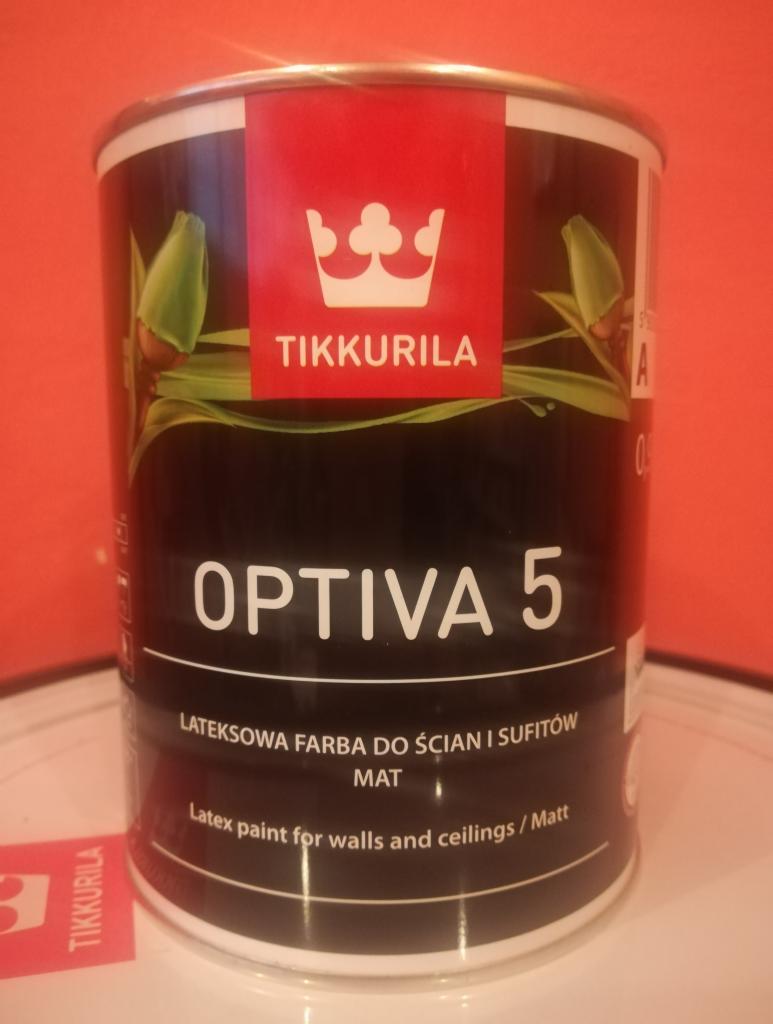 TIKKURILA
A
OPTIVA 5
LATEKSOWA FARBA DO ŚCIAN I SUFITÓW
MAT
Latex paint for walls and ceilings / Matt
TIKKURILA